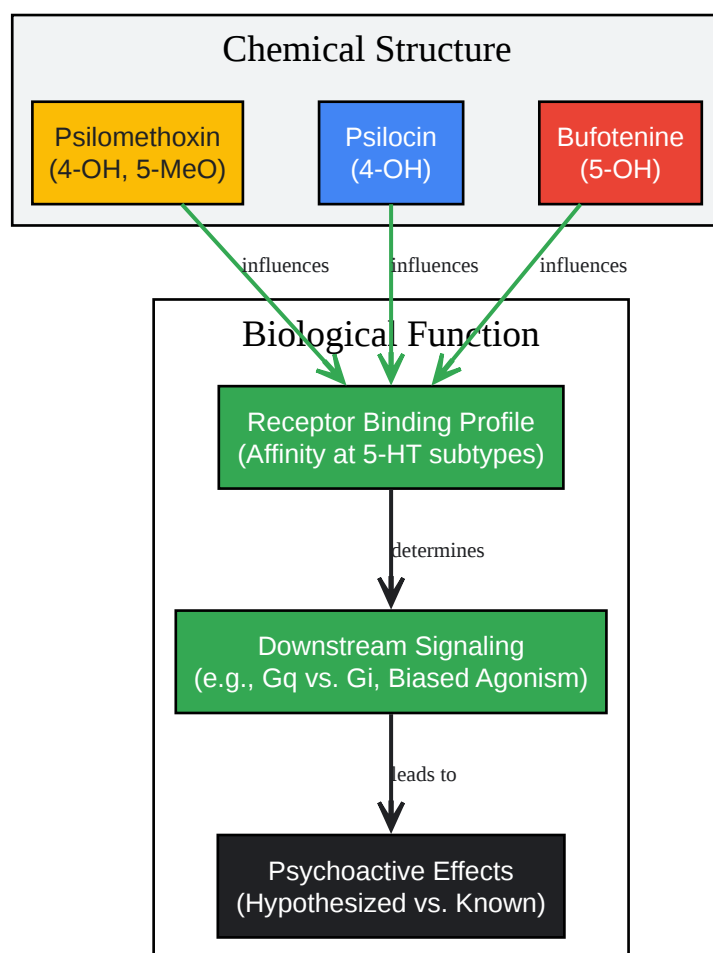 Chemical Structure
Psilomethoxin
(4-OH, 5-MeO)
Psilocin
(4-OH)
Bufotenine
(5-OH)
influences
influences
influences
Biological Function
Receptor Binding Profile
(Affinity at 5-HT subtypes)
determines
Downstream Signaling
(e.g., Gq vs. Gi, Biased Agonism)
leads to
Psychoactive Effects
(Hypothesized vs. Known)